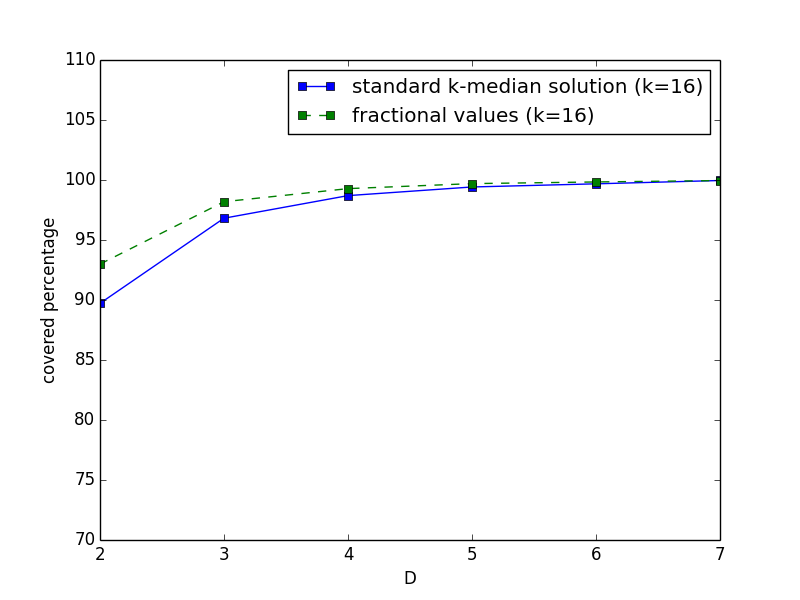 110
105
100
95
90
85
80
75
70
covered percentage
standard k-median solution (k=16)
fractional values (k=16)
2 3 4 5 6 7
D